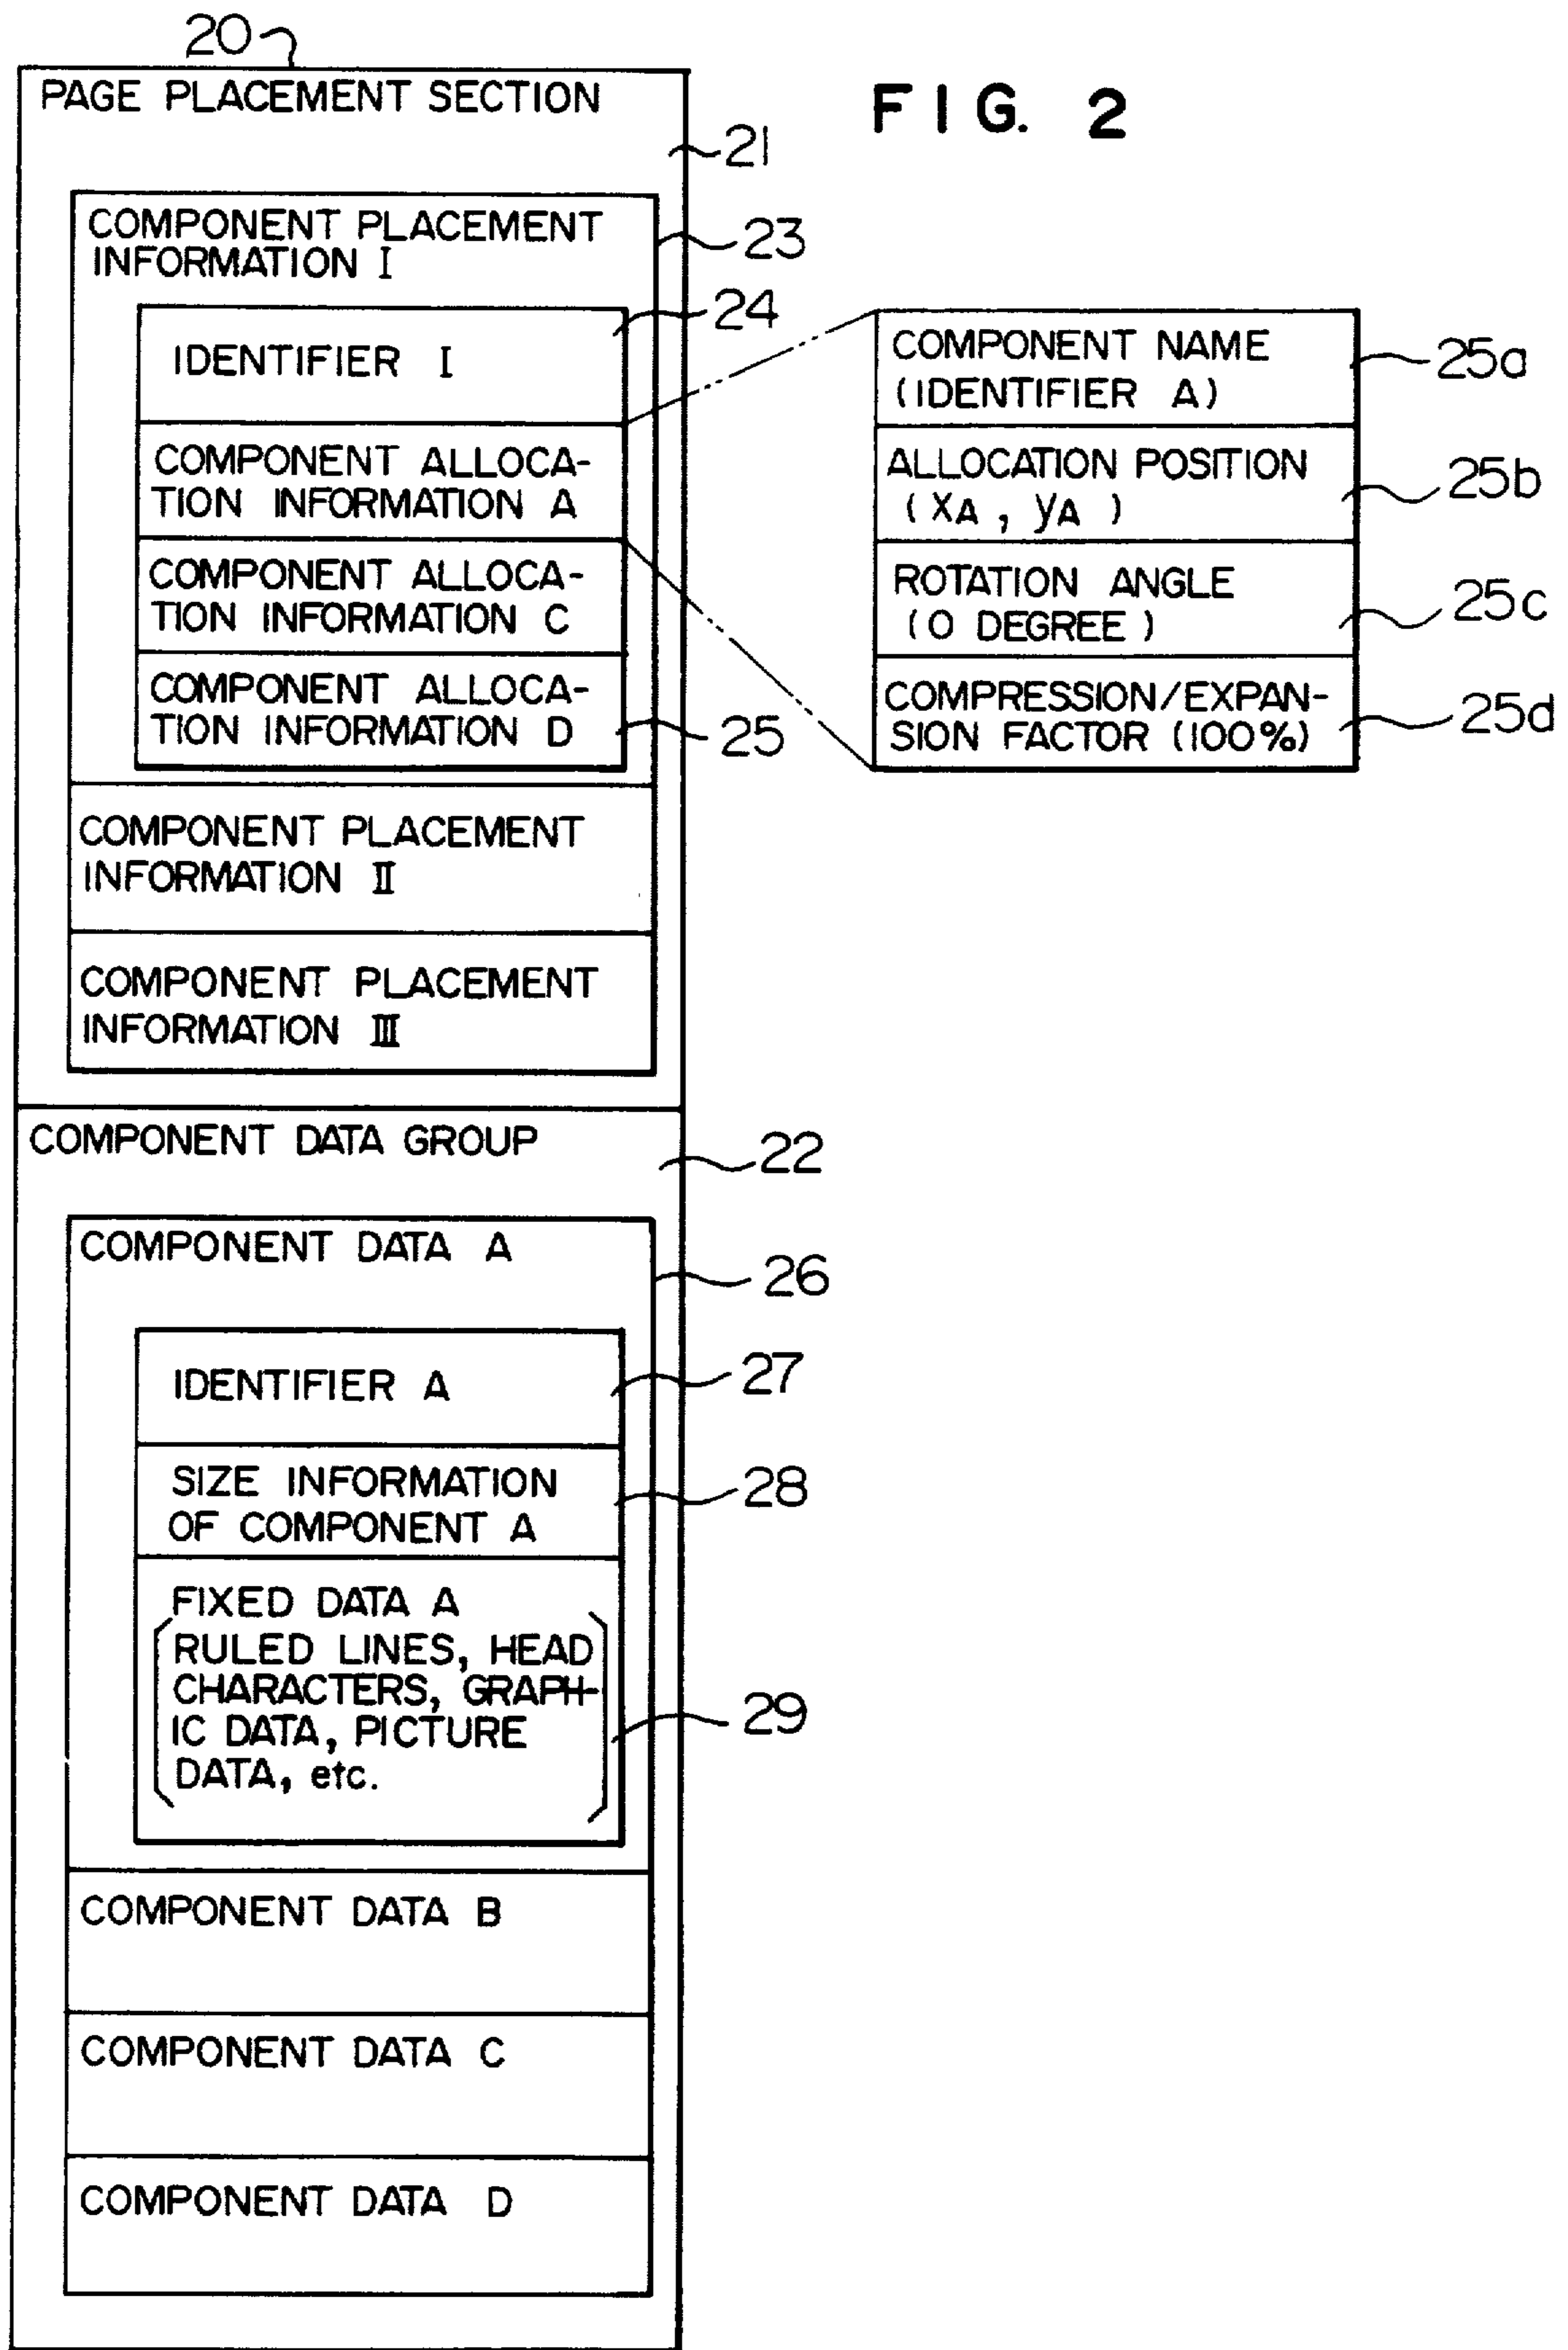 20
PAGE PLACEMENT SECTION
FIG. 2
21
COMPONENT PLACEMENT
INFORMATION I
23
24
IDENTIFIER I
COMPONENT ALLOCA-
TION INFORMATION A
COMPONENT ALLOCA-
TION INFORMATION C
COMPONENT ALLOCA-
TION INFORMATION D
25
COMPONENT NAME
(IDENTIFIER A)
25a
ALLOCATION POSITION
(XA, YA)
25b
ROTATION ANGLE
(0 DEGREE)
25c
COMPRESSION/EXPAN-
SION FACTOR (100%)
25d
COMPONENT PLACEMENT
INFORMATION II
COMPONENT PLACEMENT
INFORMATION III
COMPONENT DATA GROUP
22
COMPONENT DATA A
26
IDENTIFIER A
27
SIZE INFORMATION
OF COMPONENT A
28
FIXED DATA A
RULED LINES, HEAD
CHARACTERS, GRAPH-
IC DATA, PICTURE
DATA, etc.
29
COMPONENT DATA B
COMPONENT DATA C
COMPONENT DATA D